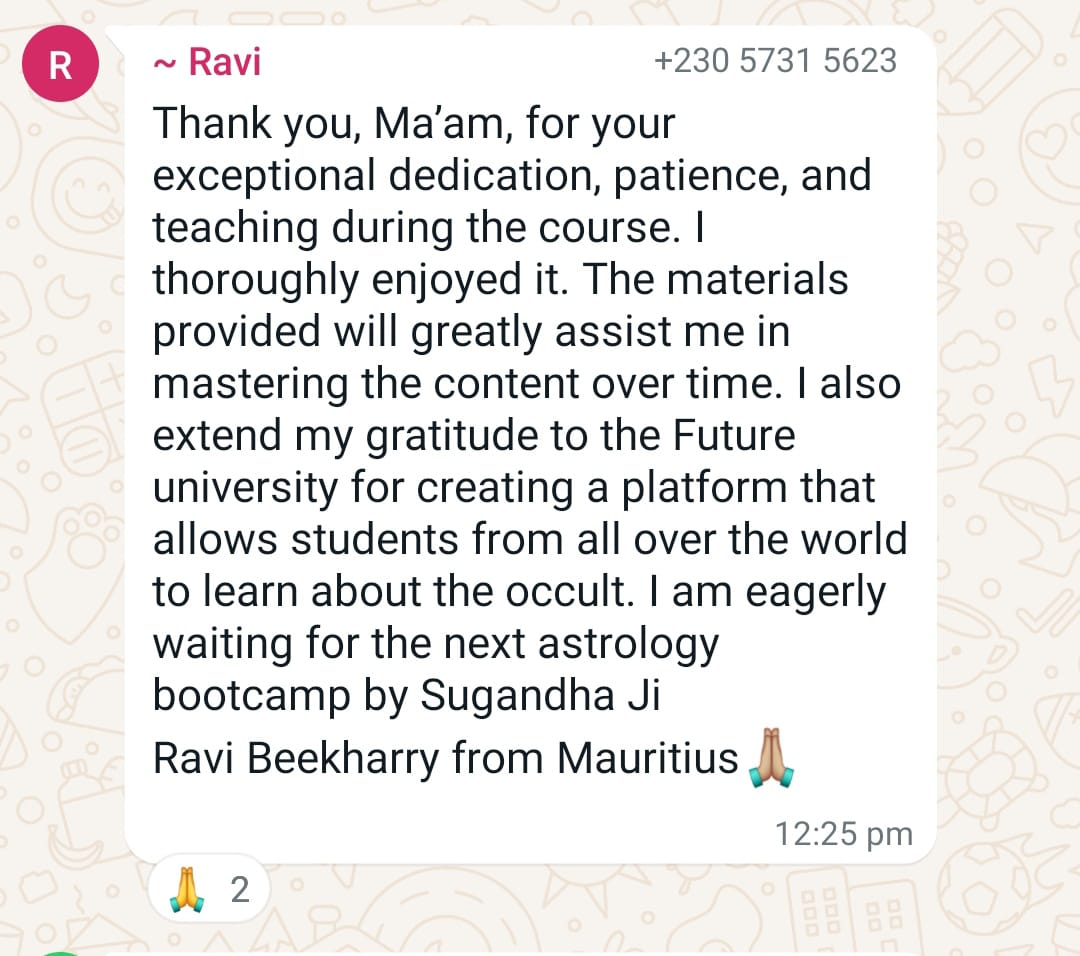 R
~ Ravi +230 5731 5623
Thank you, Ma’am, for your
exceptional dedication, patience, and
teaching during the course. I
thoroughly enjoyed it. The materials
provided will greatly assist me in
mastering the content over time. I also
extend my gratitude to the Future
university for creating a platform that
allows students from all over the world
to learn about the occult. I am eagerly
waiting for the next astrology
bootcamp by Sugandha Ji
Ravi Beekharry from Mauritius🙏🏼
12:25 pm
🙏 2